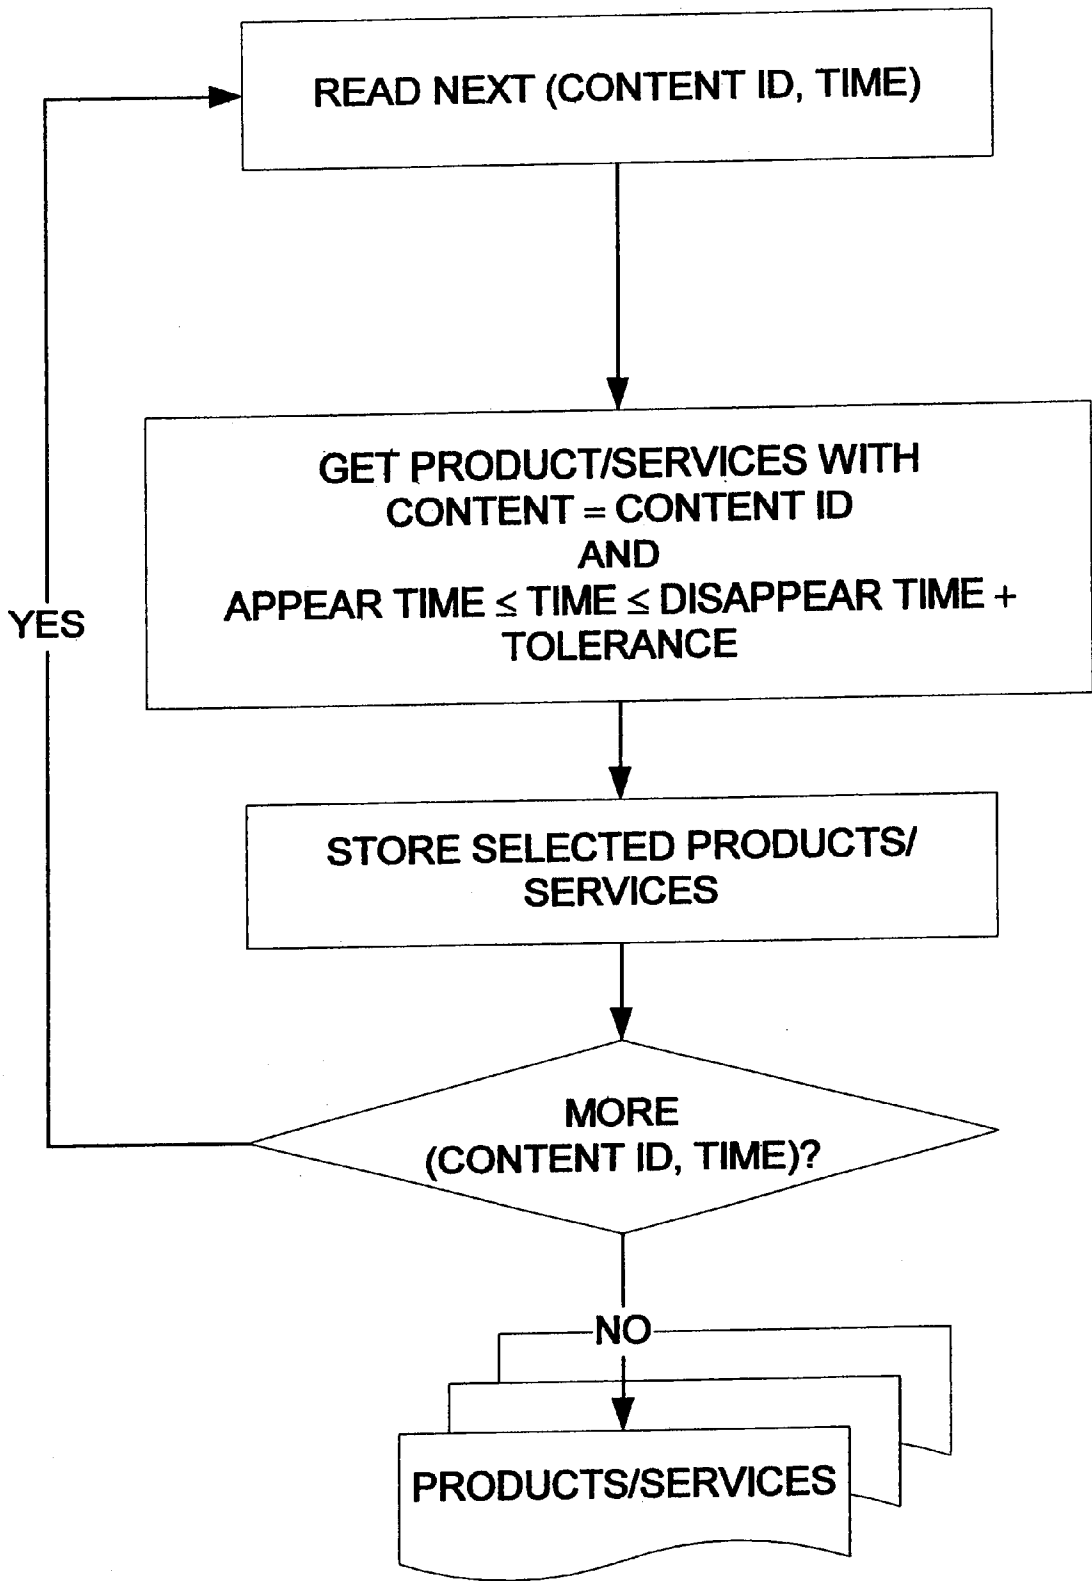 READ NEXT (CONTENT ID, TIME)
GET PRODUCT/SERVICES WITH
CONTENT = CONTENT ID
AND
APPEAR TIME ≤ TIME ≤ DISAPPEAR TIME +
TOLERANCE
YES
STORE SELECTED PRODUCTS/
SERVICES
MORE
(CONTENT ID, TIME)?
NO
PRODUCTS/SERVICES